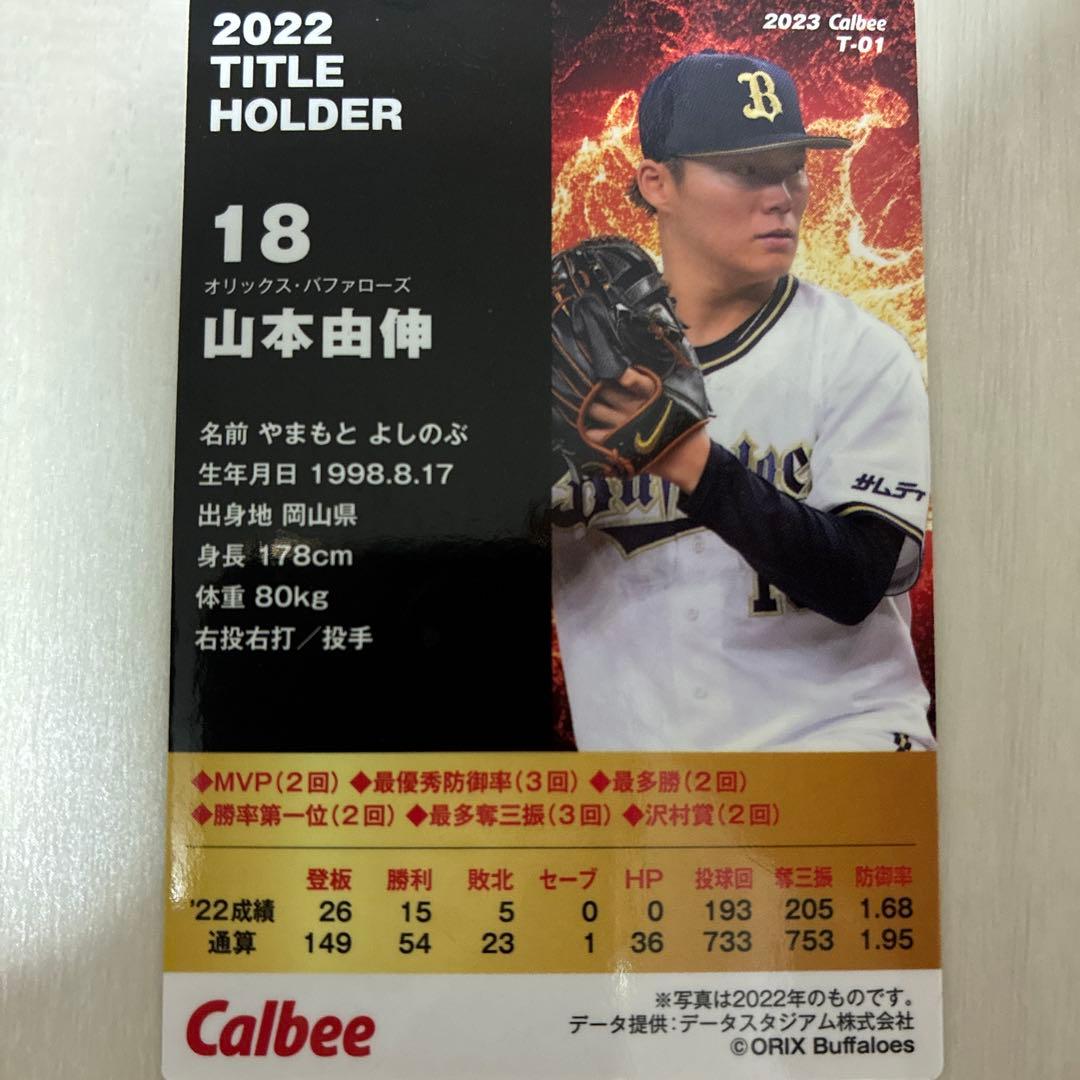 2022
TITLE
HOLDER
2023 Calbee
T-01
B
18
オリックス・バファローズ
山本由伸
名前 やまもと よしのぶ
生年月日 1998.8.17
出身地 岡山県
身長 178cm
体重 80kg
右投右打／投手
サムティ
◆MVP(2回) ◆最優秀防御率(3回) ◆最多勝(2回)
◆勝率第一位(2回) ◆最多奪三振(3回) ◆沢村賞(2回)
登板 勝利 敗北 セーブ HP 投球回 奪三振 防御率
'22成績 26 15 5 0 0 193 205 1.68
通算 149 54 23 1 36 733 753 1.95
Calbee
※写真は2022年のものです。
データ提供:データスタジアム株式会社
©ORIX Buffaloes